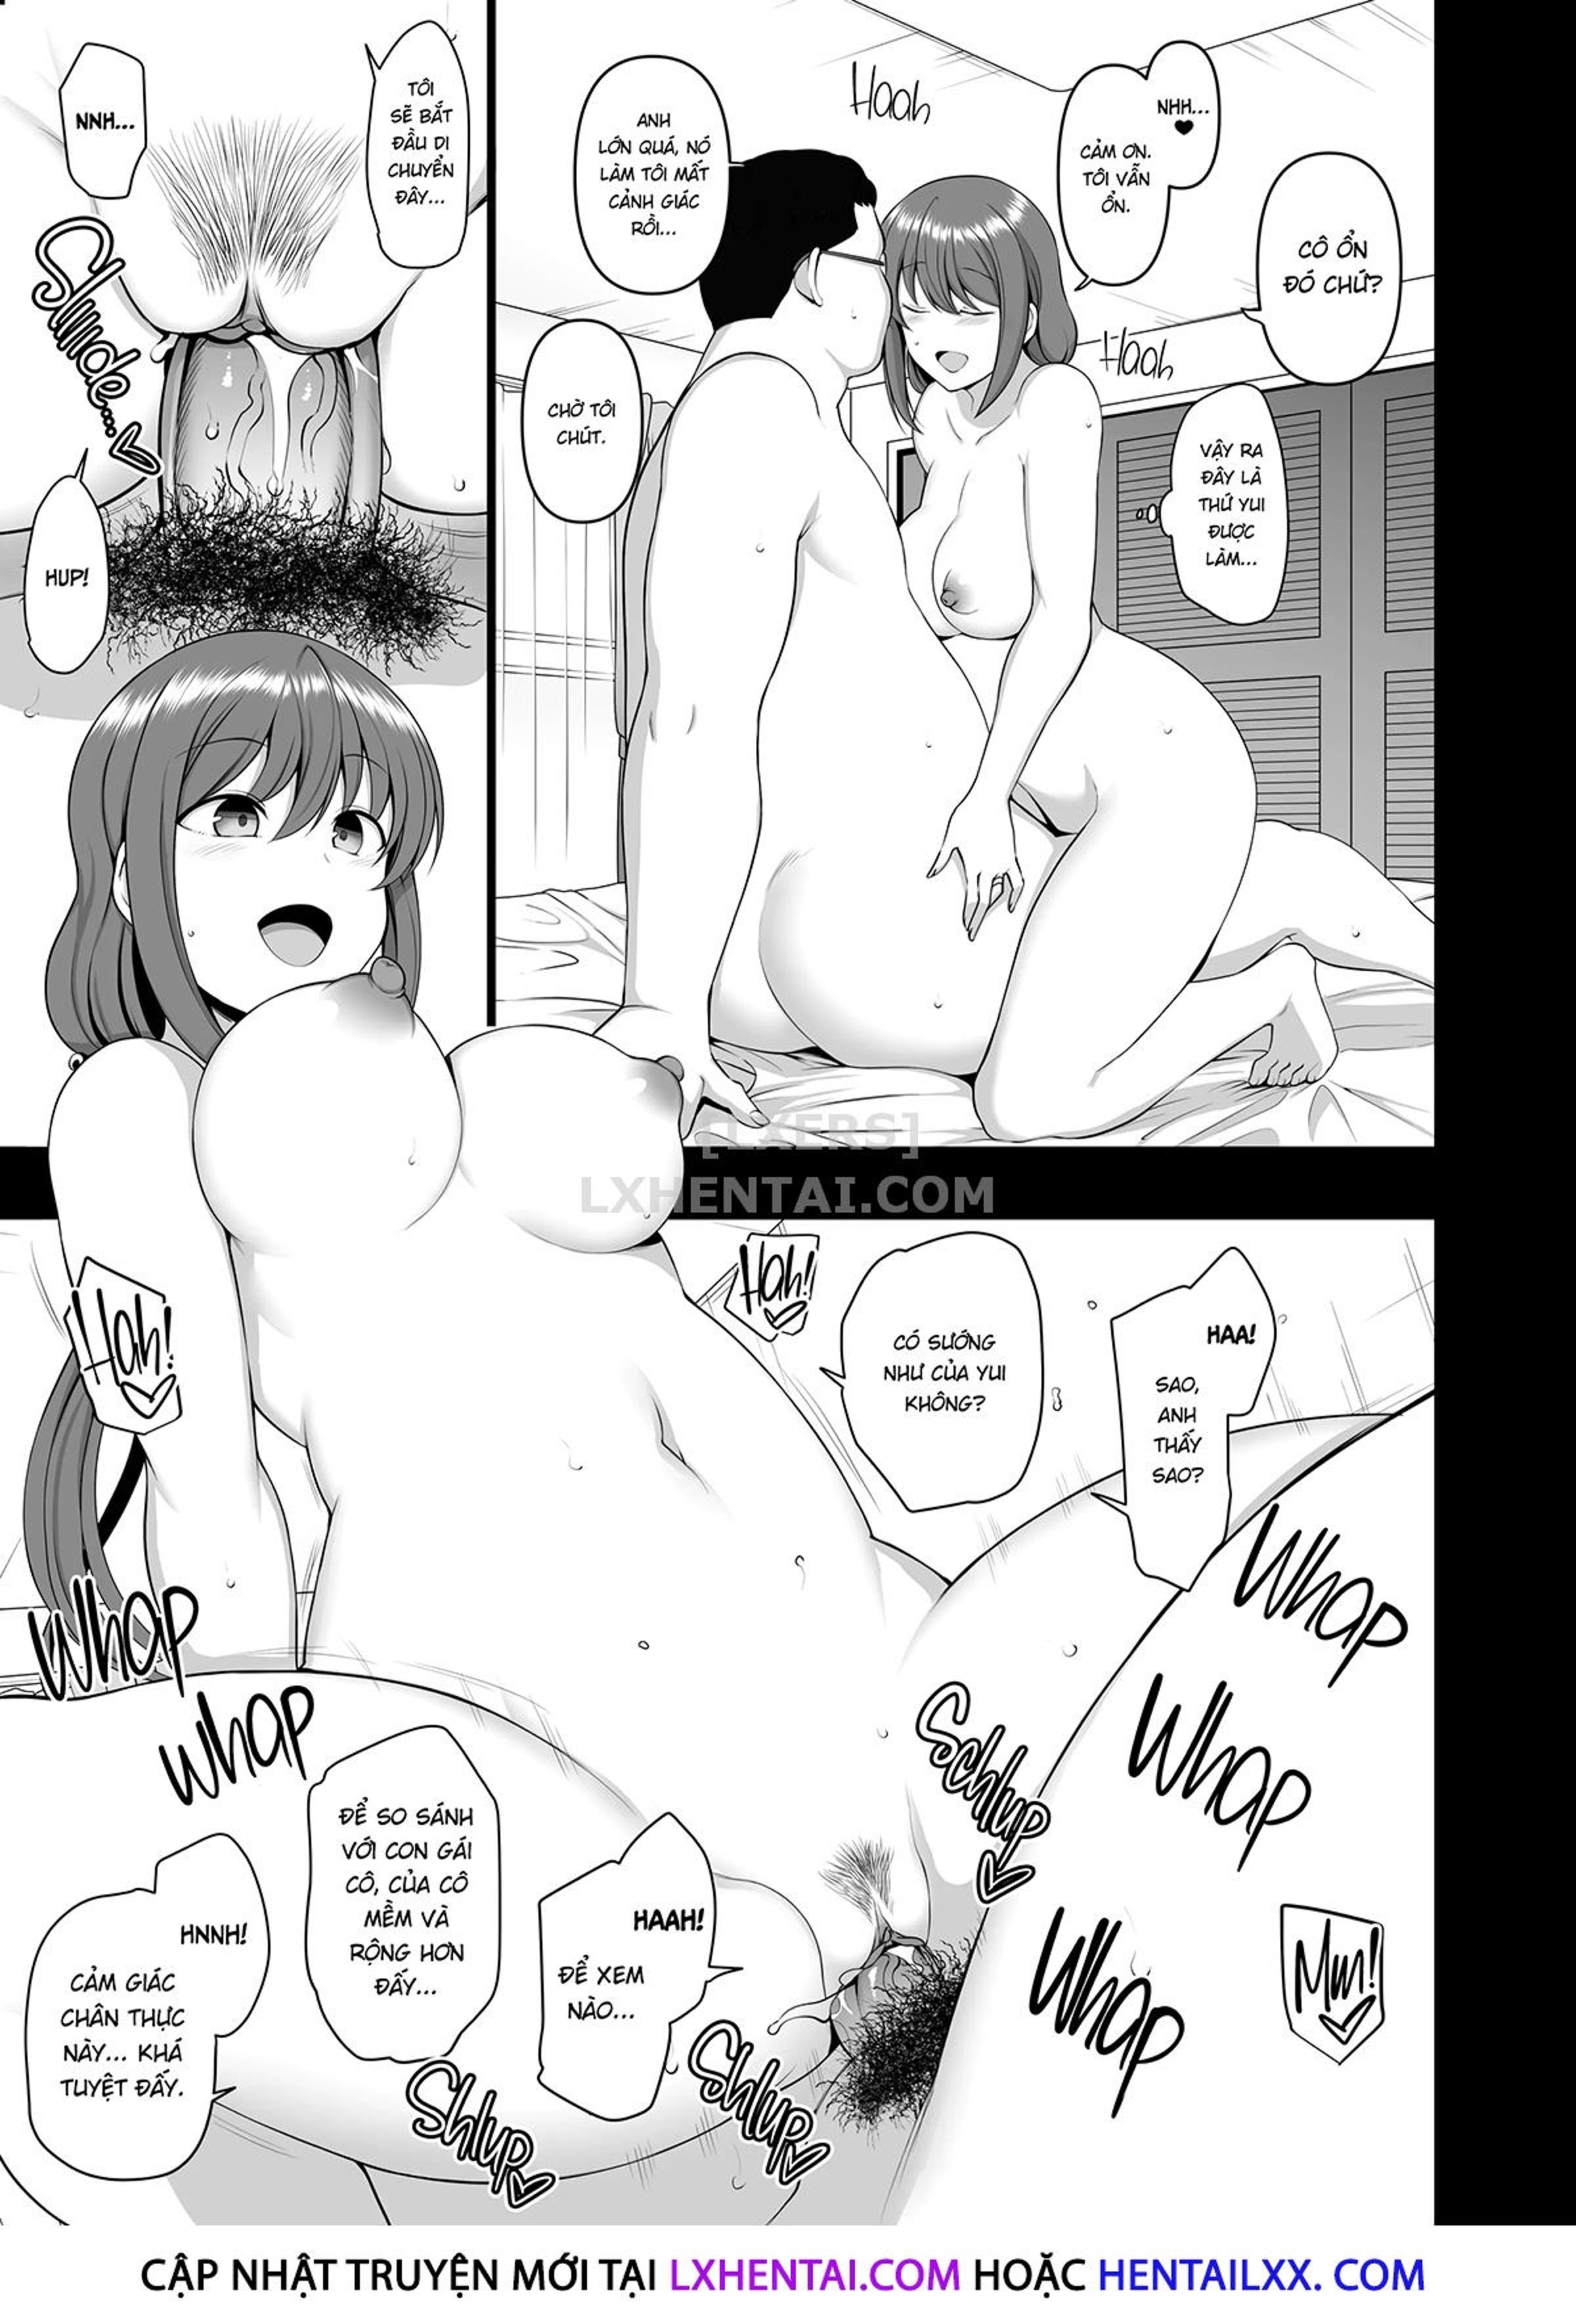 CÔ ỔN
ĐÓ CHỨ?
NHH...
CẢM ƠN.
TÔI VẪN
ỔN.
Haah
ANH
LỚN QUÁ, NÓ
LÀM TÔI MẤT
CẢNH GIÁC
RỒI...
Haah
VẬY RA
ĐÂY LÀ
THỨ YUI
ĐƯỢC
LÀM...
CHỜ TÔI
CHÚT.
TÔI
SẼ BẮT
ĐẦU DI
CHUYỂN
ĐÂY...
NNH...
Sliiide...
HUP!
[LXERS]
LXHENTAI.COM
HAA!
SAO,
ANH
THẤY
SAO?
CÓ SƯỚNG
NHƯ CỦA YUI
KHÔNG?
Hah!
Hah!
Whap
Whap
Whap
Whap
Whap
Schlup
Mm!
HAAH!
ĐỂ XEM
NÀO...
ĐỂ SO SÁNH
VỚI CON GÁI
CÔ, CỦA CÔ
MỀM VÀ
RỘNG HƠN
ĐẤY...
HNNH!
CẢM GIÁC
CHÂN THỰC
NÀY... KHÁ
TUYỆT ĐẤY.
Shlup
Shlup
CẬP NHẬT TRUYỆN MỚI TẠI LXHENTAI.COM HOẶC HENTAILXX. COM